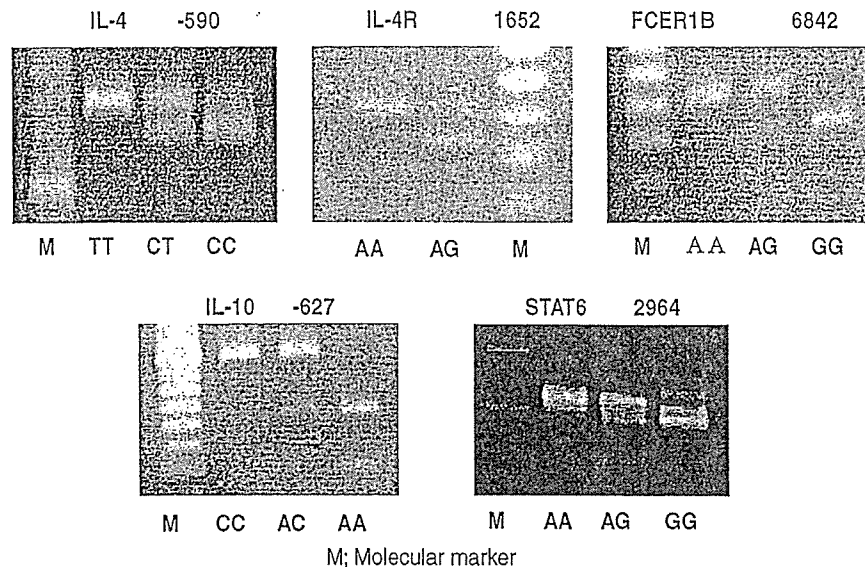 IL-4 -590 IL-4R 1652 FCER1B 6842
M TT CT CC AA AG M M AA AG GG
IL-10 -627 STAT6 2964
M CC AC AA M AA AG GG
M; Molecular marker